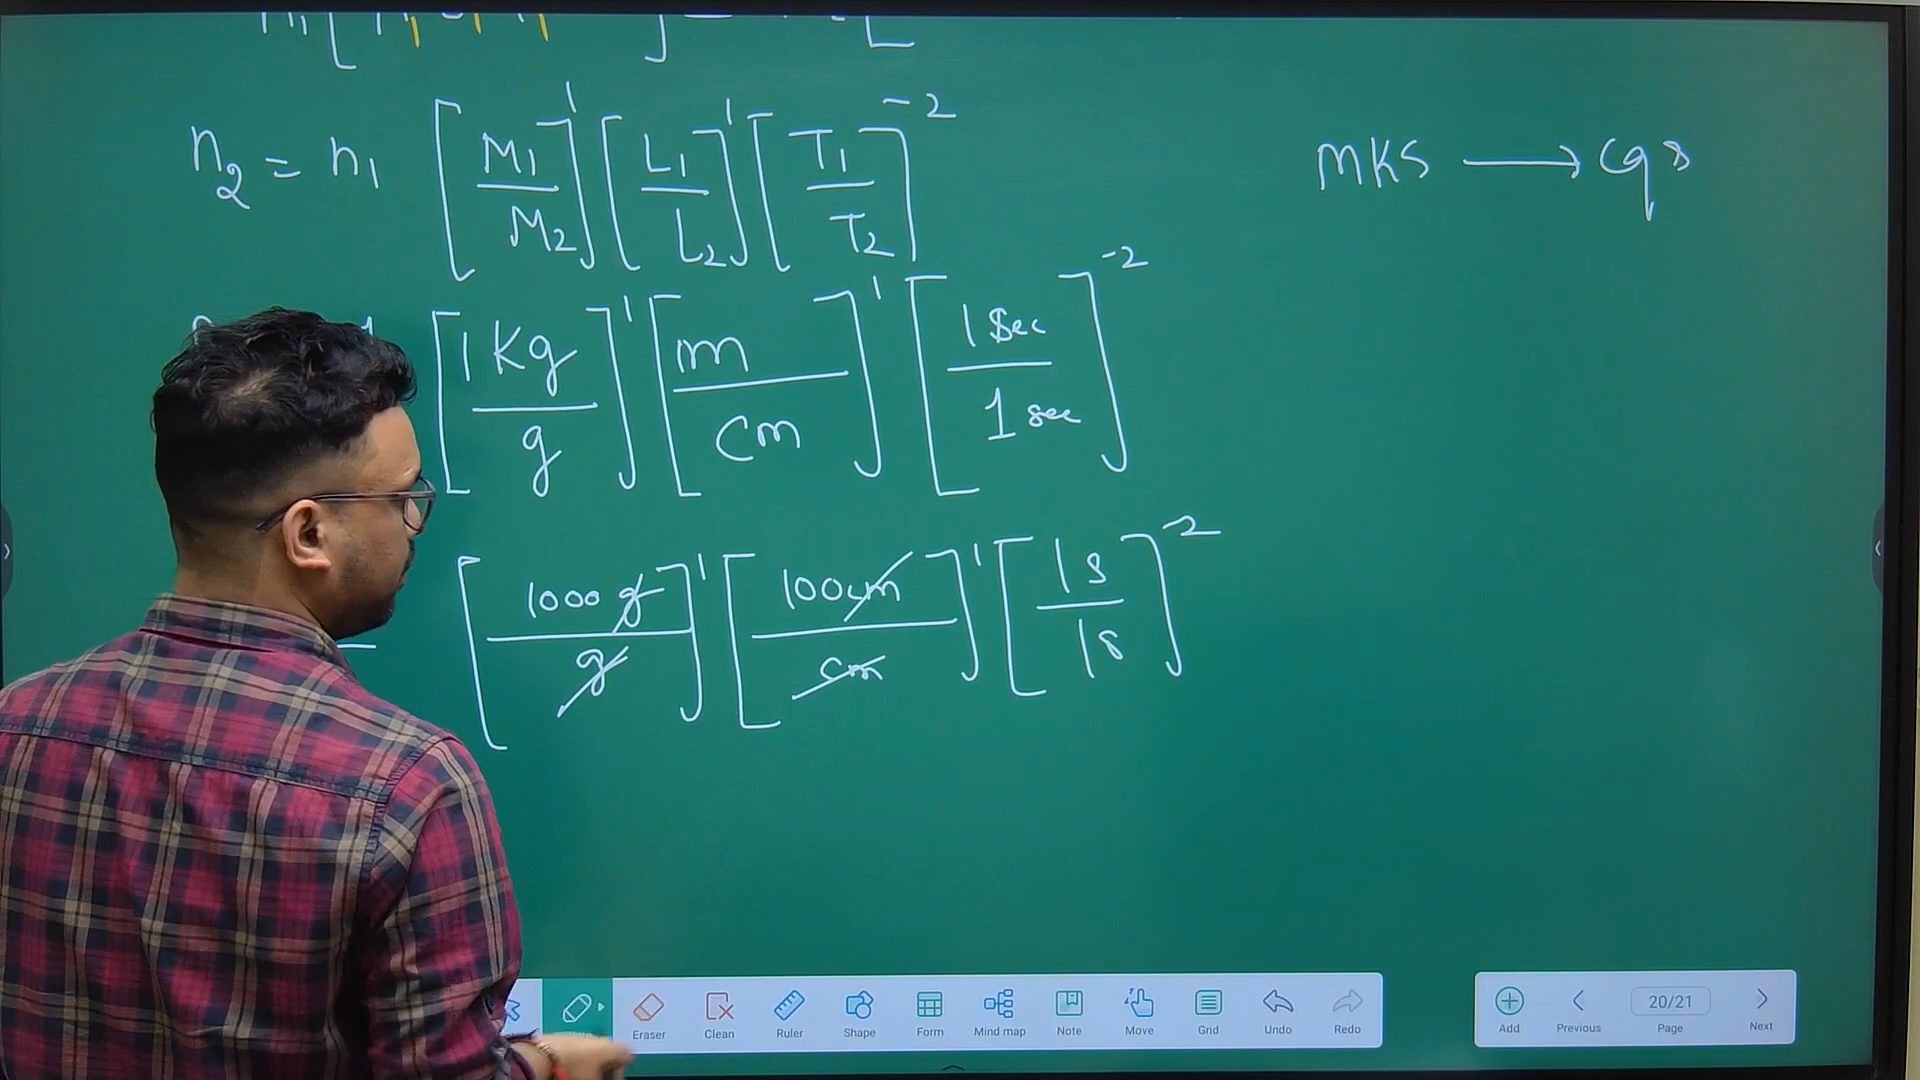 n₂ = n₁ [M₁/M₂]¹ [L₁/L₂]¹ [T₁/T₂]⁻²
MKS ⟶ cgs
[1 Kg/g]¹ [m/cm]¹ [1 sec/1 sec]⁻²
[1000 g/g]¹ [100 cm/cm]¹ [1s/1s]⁻²
Eraser Clean Ruler Shape Form Mind map Note Move Grid Undo Redo
Add Previous 20/21 Page Next